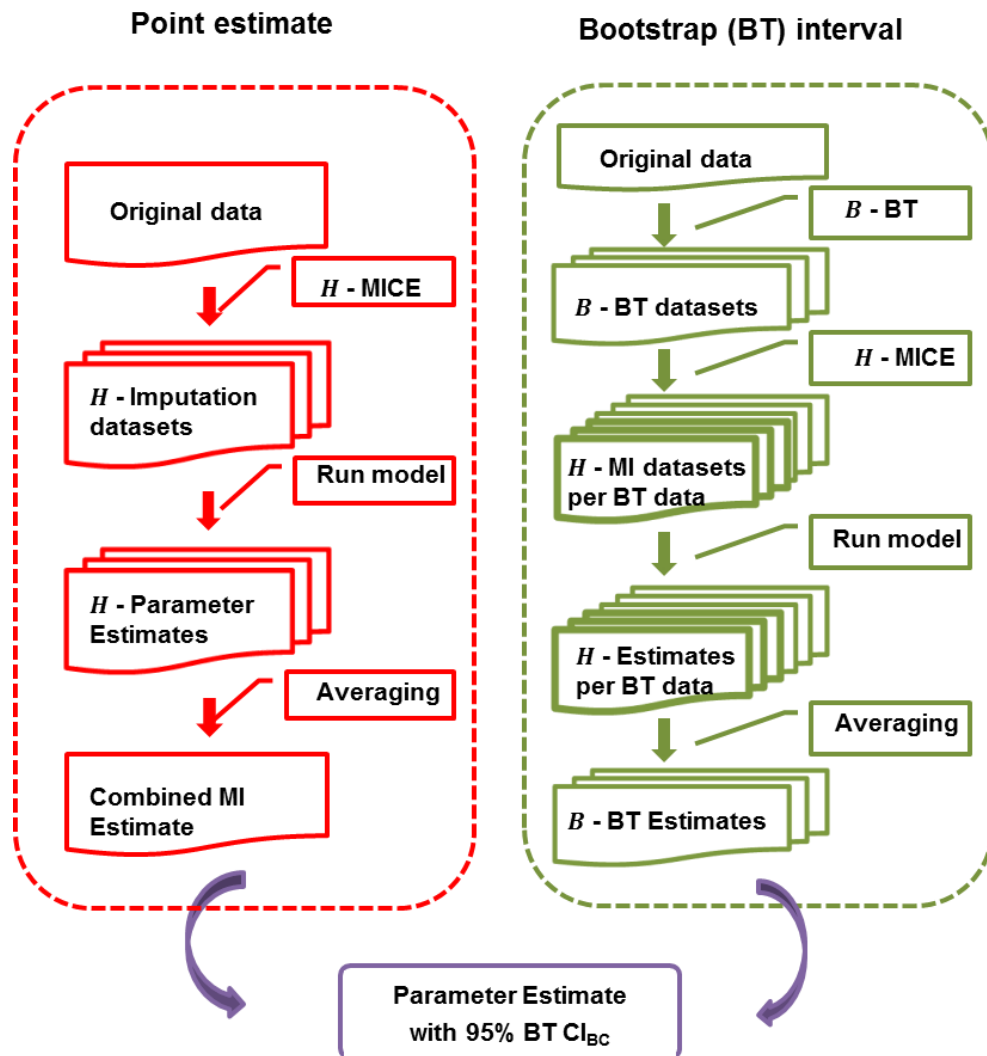 Point estimate
Original data
H - MICE
H - Imputation
datasets
Run model
H - Parameter
Estimates
Averaging
Combined MI
Estimate
Bootstrap (BT) interval
Original data
B - BT
B - BT datasets
H - MICE
H - MI datasets
per BT data
Run model
H - Estimates
per BT data
Averaging
B - BT Estimates
Parameter Estimate
with 95% BT CIBC